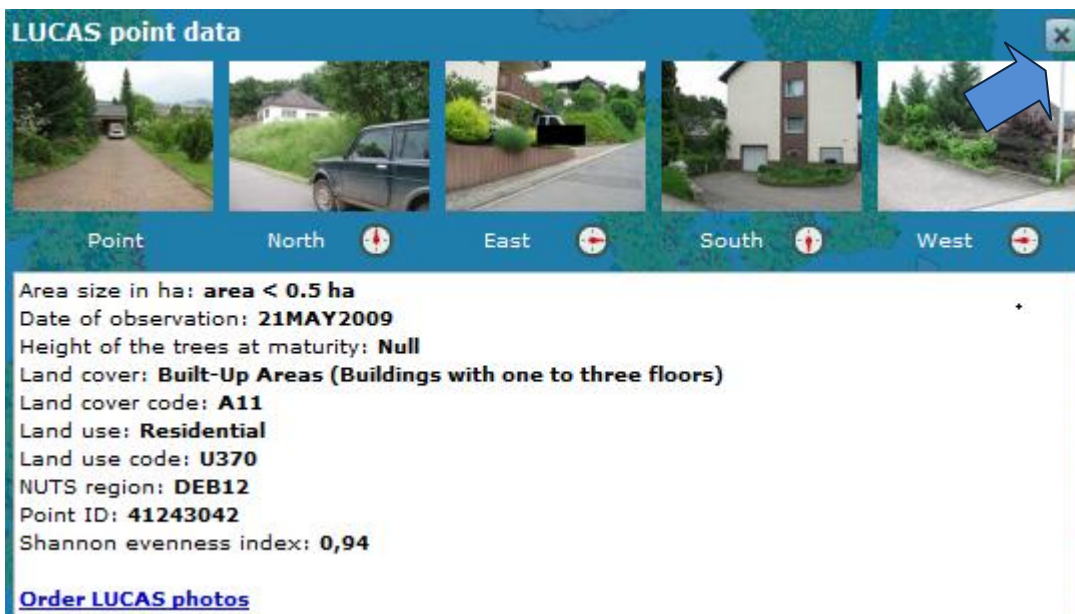 LUCAS point data
Point North East South West
Area size in ha: area < 0.5 ha
Date of observation: 21MAY2009
Height of the trees at maturity: Null
Land cover: Built-Up Areas (Buildings with one to three floors)
Land cover code: A11
Land use: Residential
Land use code: U370
NUTS region: DEB12
Point ID: 41243042
Shannon evenness index: 0,94
Order LUCAS photos